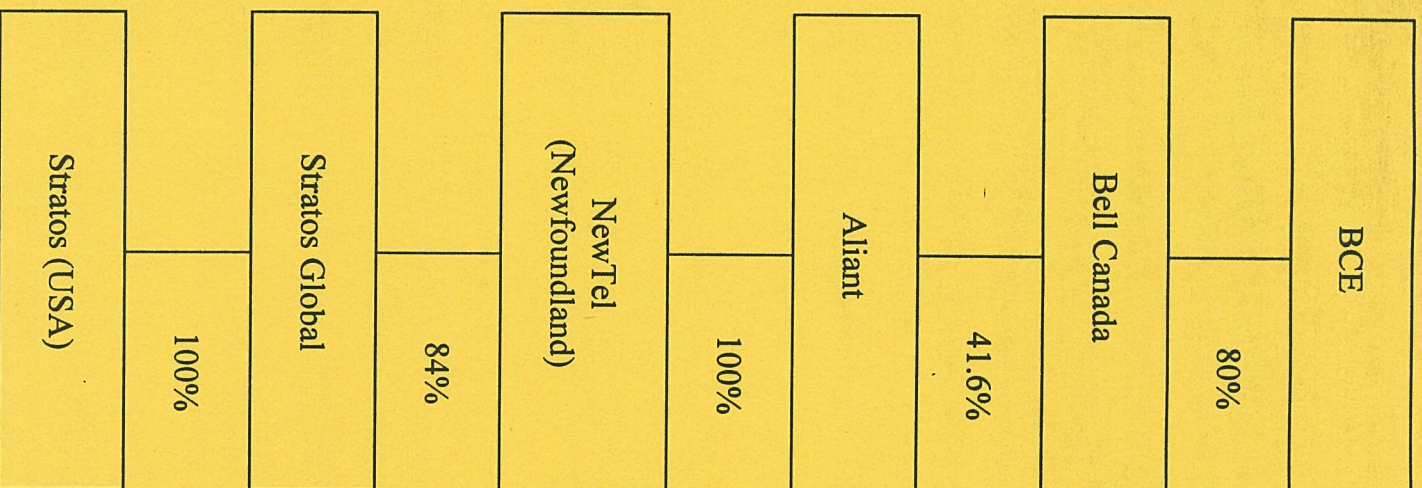 BCE
80%
Bell Canada
41.6%
Aliant
100%
NewTel
(Newfoundland)
84%
Stratos Global
100%
Stratos (USA)